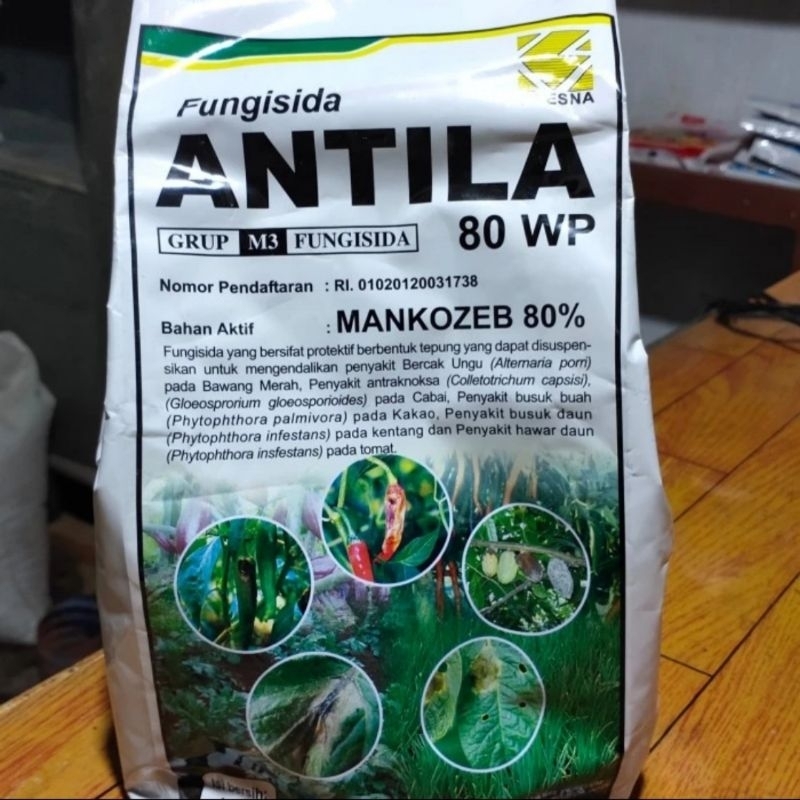 ESNA
Fungisida
ANTILA
80 WP
GRUP M3 FUNGISIDA
Nomor Pendaftaran : RI. 01020120031738
Bahan Aktif : MANKOZEB 80%
Fungisida yang bersifat protektif berbentuk tepung yang dapat disuspen-
sikan untuk mengendalikan penyakit Bercak Ungu (Alternaria porri)
pada Bawang Merah, Penyakit antraknoksa (Colletotrichum capsisi),
(Gloeosprorium gloeosporioides) pada Cabai, Penyakit busuk buah
(Phytophthora palmivora) pada Kakao, Penyakit busuk daun
(Phytophthora infestans) pada kentang dan Penyakit hawar daun
(Phytophthora insfestans) pada tomat.
Isi bersih: